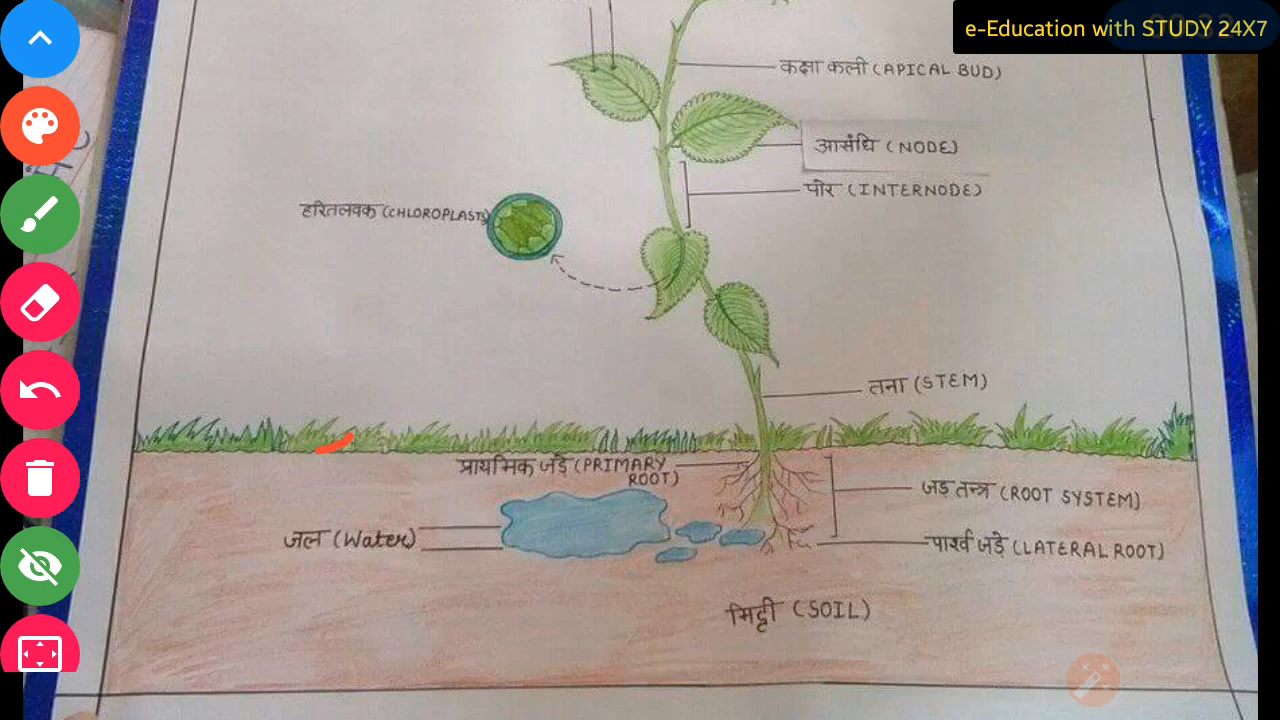 e-Education with STUDY 24X7
कक्षा कली (APICAL BUD)
आसंधि (NODE)
पोर (INTERNODE)
हरितलवक (CHLOROPLAST)
तना (STEM)
प्राथमिक जड़े (PRIMARY
ROOT)
जड़ तन्त्र (ROOT SYSTEM)
जल (Water)
पार्श्व जड़े (LATERAL ROOT)
मिट्टी (SOIL)